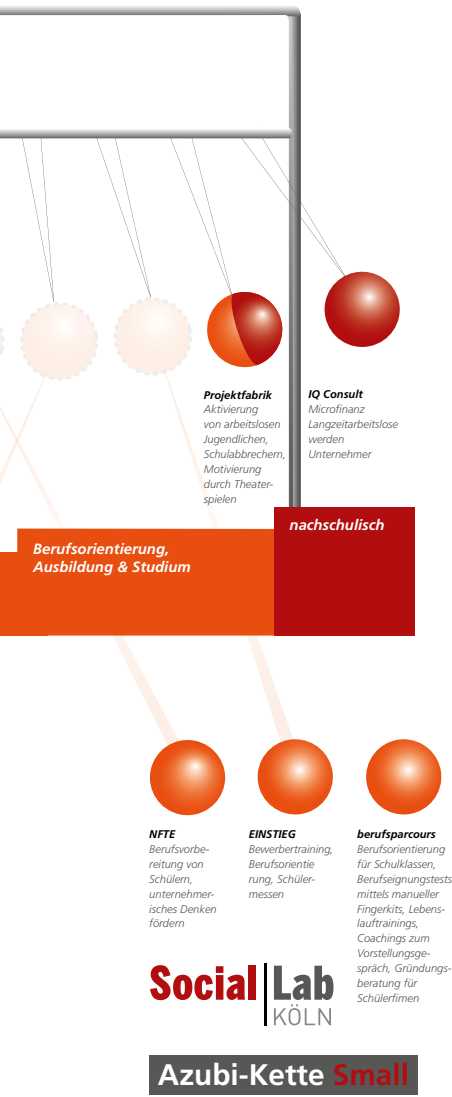 Projektfabrik
Aktivierung
von arbeitslosen
Jugendlichen,
Schulabbrechern,
Motivierung
durch Theater-
spielen
IQ Consult
Microfinanz
Langzeitarbeitslose
werden
Unternehmer
Berufsorientierung,
Ausbildung & Studium
nachschulisch
NFTE
Berufsvorbe-
reitung von
Schülern,
unternehmer-
isches Denken
fördern
EINSTIEG
Bewerbertraining,
Berufsorientie
rung, Schüler-
messen
berufsparcours
Berufsorientierung
für Schulklassen,
Berufseignungstests
mittels manueller
Fingerkits, Lebens-
lauftrainings,
Coachings zum
Vorstellungsge-
spräch, Gründungs-
beratung für
Schülerfimen
Social Lab
KÖLN
Azubi-Kette Small